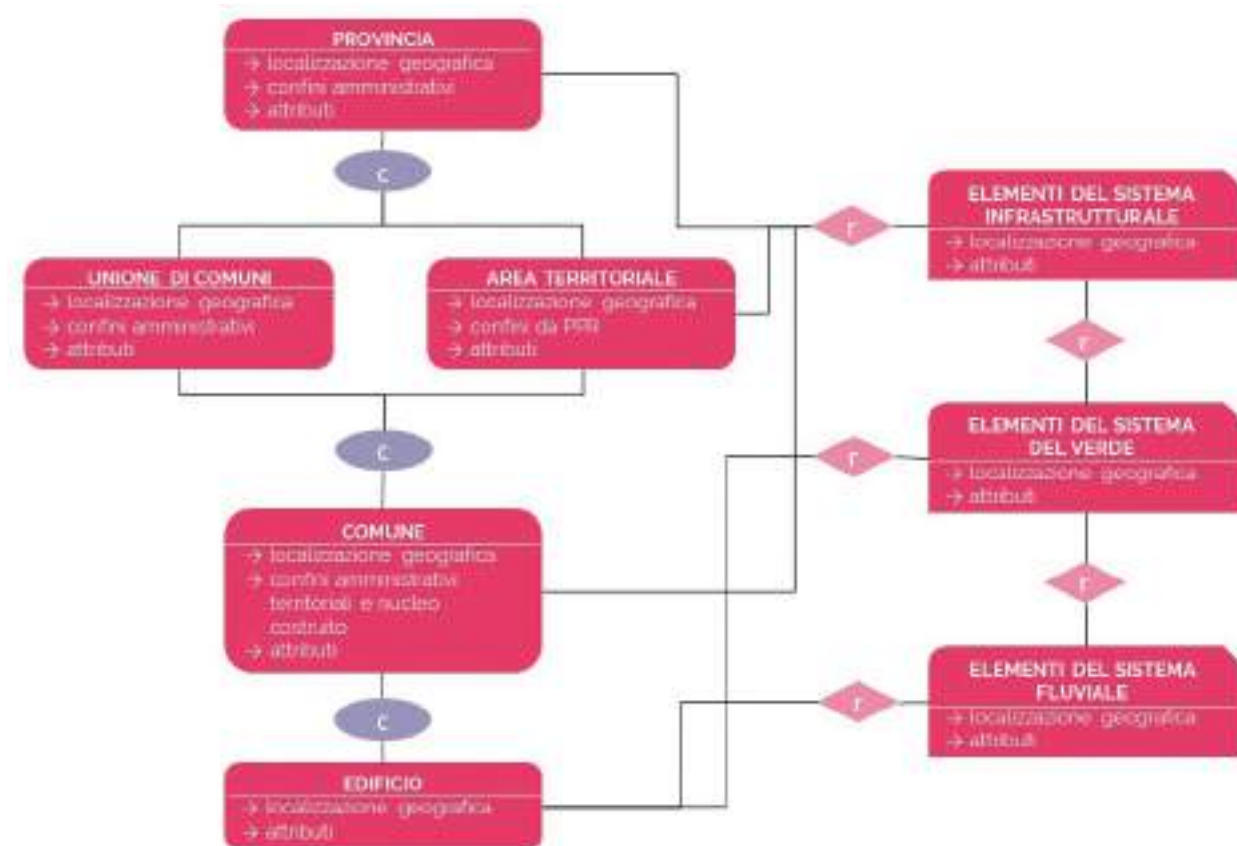 PROVINCIA
→ localizzazione geografica
→ confini amministrativi
→ attributi
c
UNIONE DI COMUNI
→ localizzazione geografica
→ confini amministrativi
→ attributi
AREA TERRITORIALE
→ localizzazione geografica
→ confini da PPR
→ attributi
c
COMUNE
→ localizzazione geografica
→ confini amministrativi
territoriali e nucleo
costruito
→ attributi
c
EDIFICIO
→ localizzazione geografica
→ attributi
r
ELEMENTI DEL SISTEMA
INFRASTRUTTURALE
→ localizzazione geografica
→ attributi
r
r
ELEMENTI DEL SISTEMA
DEL VERDE
→ localizzazione geografica
→ attributi
r
r
ELEMENTI DEL SISTEMA
FLUVIALE
→ localizzazione geografica
→ attributi